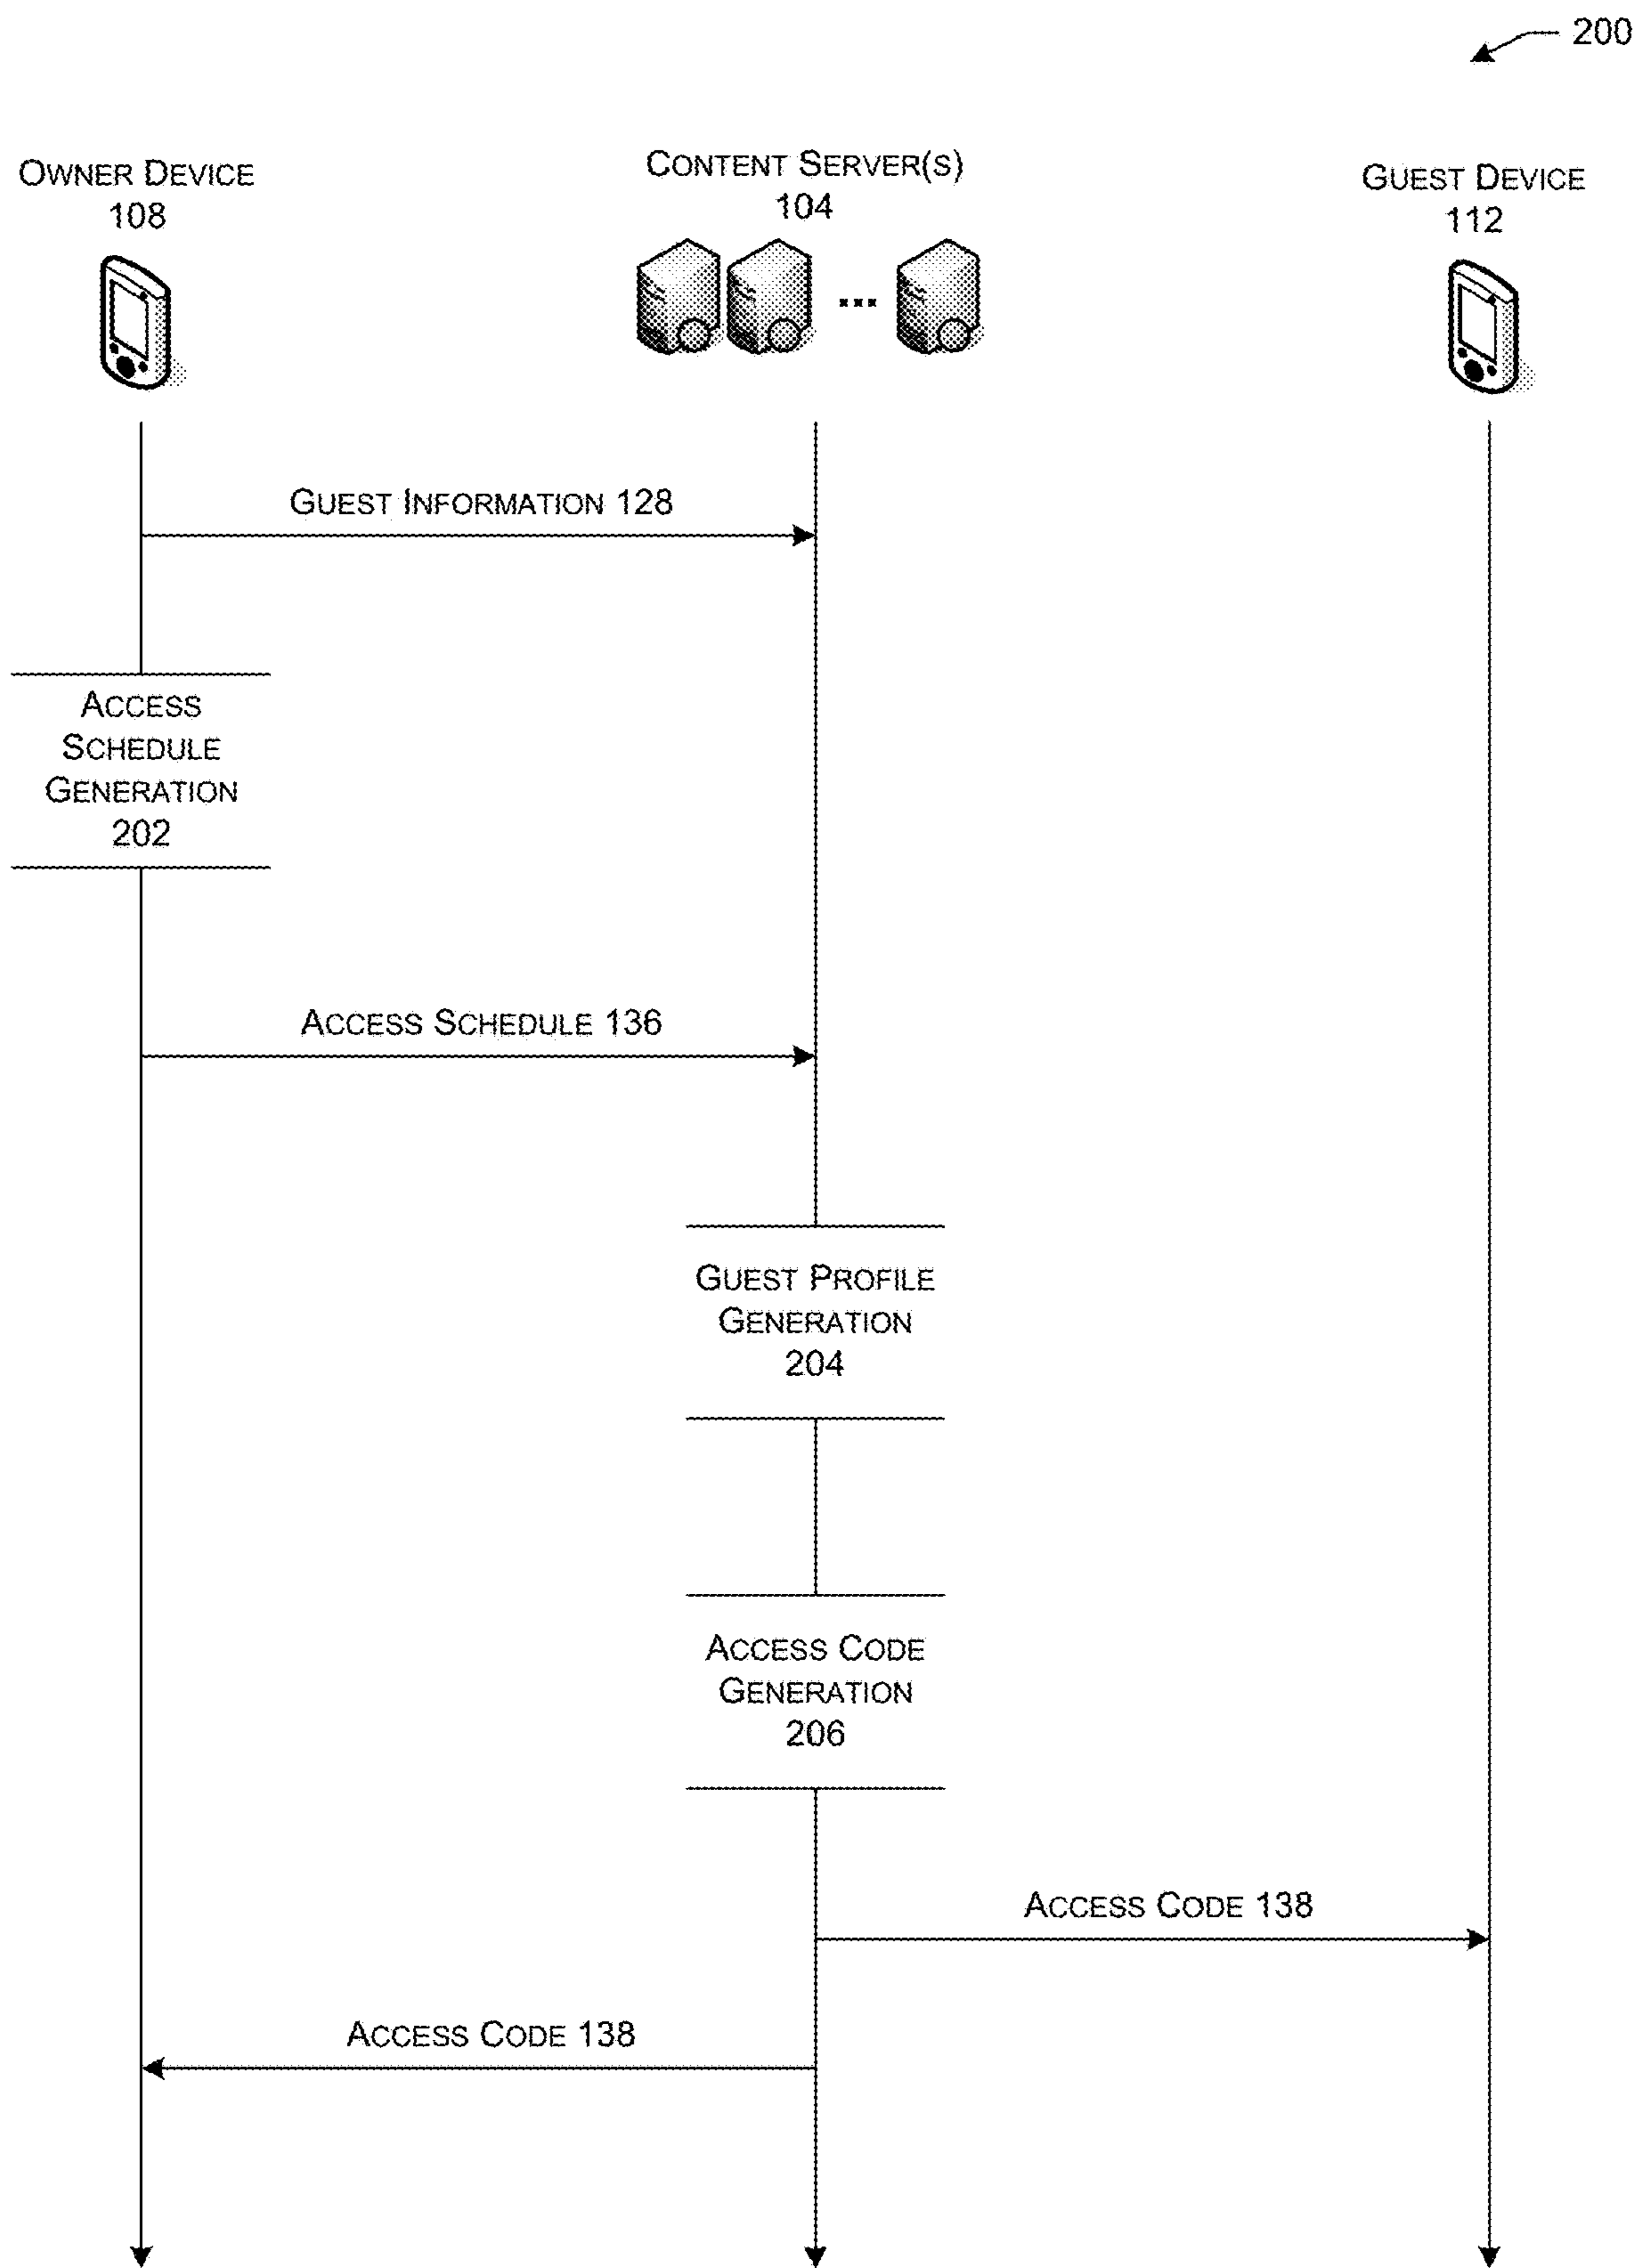 200
OWNER DEVICE
108
CONTENT SERVER(S)
104
GUEST DEVICE
112
GUEST INFORMATION 128
ACCESS
SCHEDULE
GENERATION
202
ACCESS SCHEDULE 136
GUEST PROFILE
GENERATION
204
ACCESS CODE
GENERATION
206
ACCESS CODE 138
ACCESS CODE 138